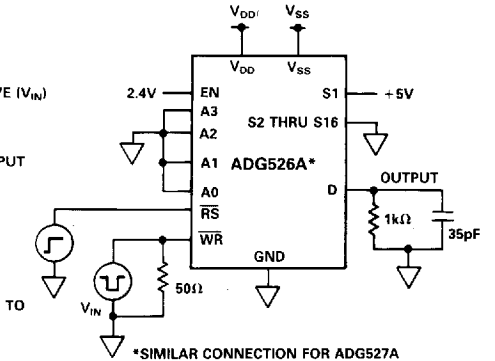 V_DD V_SS
V_DD V_SS
VE (V_IN)
2.4V EN S1 +5V
A3
A2 S2 THRU S16
PUT
A1 ADG526A*
A0 D OUTPUT
RS
1kΩ 35pF
WR
GND
50Ω
TO
V_IN
*SIMILAR CONNECTION FOR ADG527A